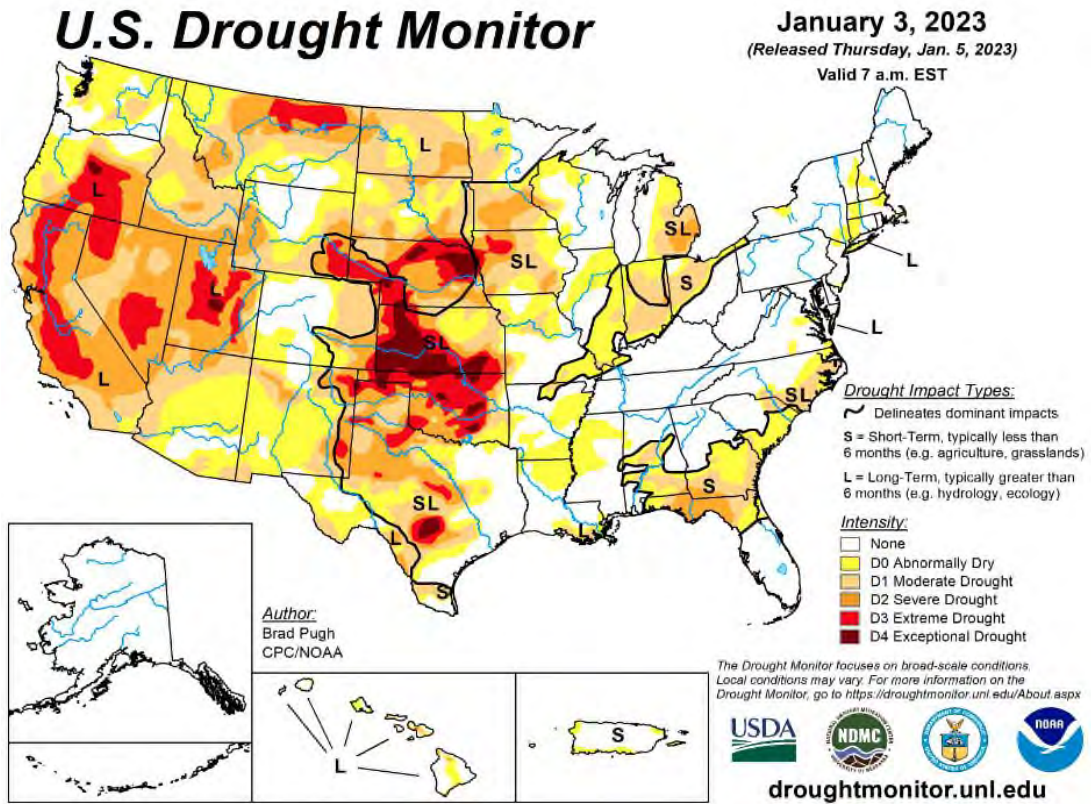 U.S. Drought Monitor
January 3, 2023
(Released Thursday, Jan. 5, 2023)
Valid 7 a.m. EST
L
L
SL
SL
S
L
L
L
SL
L
SL
S
SL
L
L
S
Drought Impact Types:
Delineates dominant impacts
S = Short-Term, typically less than
6 months (e.g. agriculture, grasslands)
L = Long-Term, typically greater than
6 months (e.g. hydrology, ecology)
Intensity:
None
D0 Abnormally Dry
D1 Moderate Drought
D2 Severe Drought
D3 Extreme Drought
D4 Exceptional Drought
Author:
Brad Pugh
CPC/NOAA
L
S
The Drought Monitor focuses on broad-scale conditions.
Local conditions may vary. For more information on the
Drought Monitor, go to https://droughtmonitor.unl.edu/About.aspx
USDA
NDMC
NOAA
droughtmonitor.unl.edu